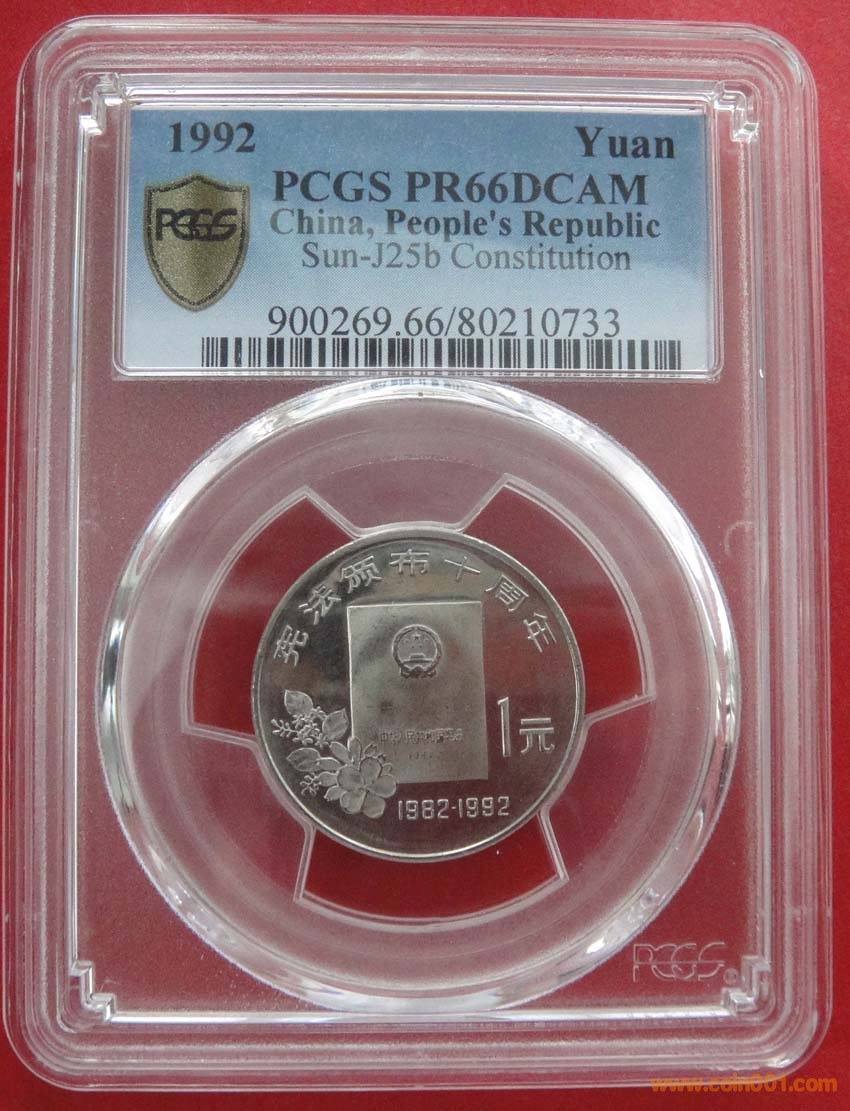 1992 Yuan
PCGS PR66DCAM
PCGS
China, People's Republic
Sun-J25b Constitution
900269.66/80210733
宪法颁布十周年
1元
1982-1992
PCGS
www.coin001.com